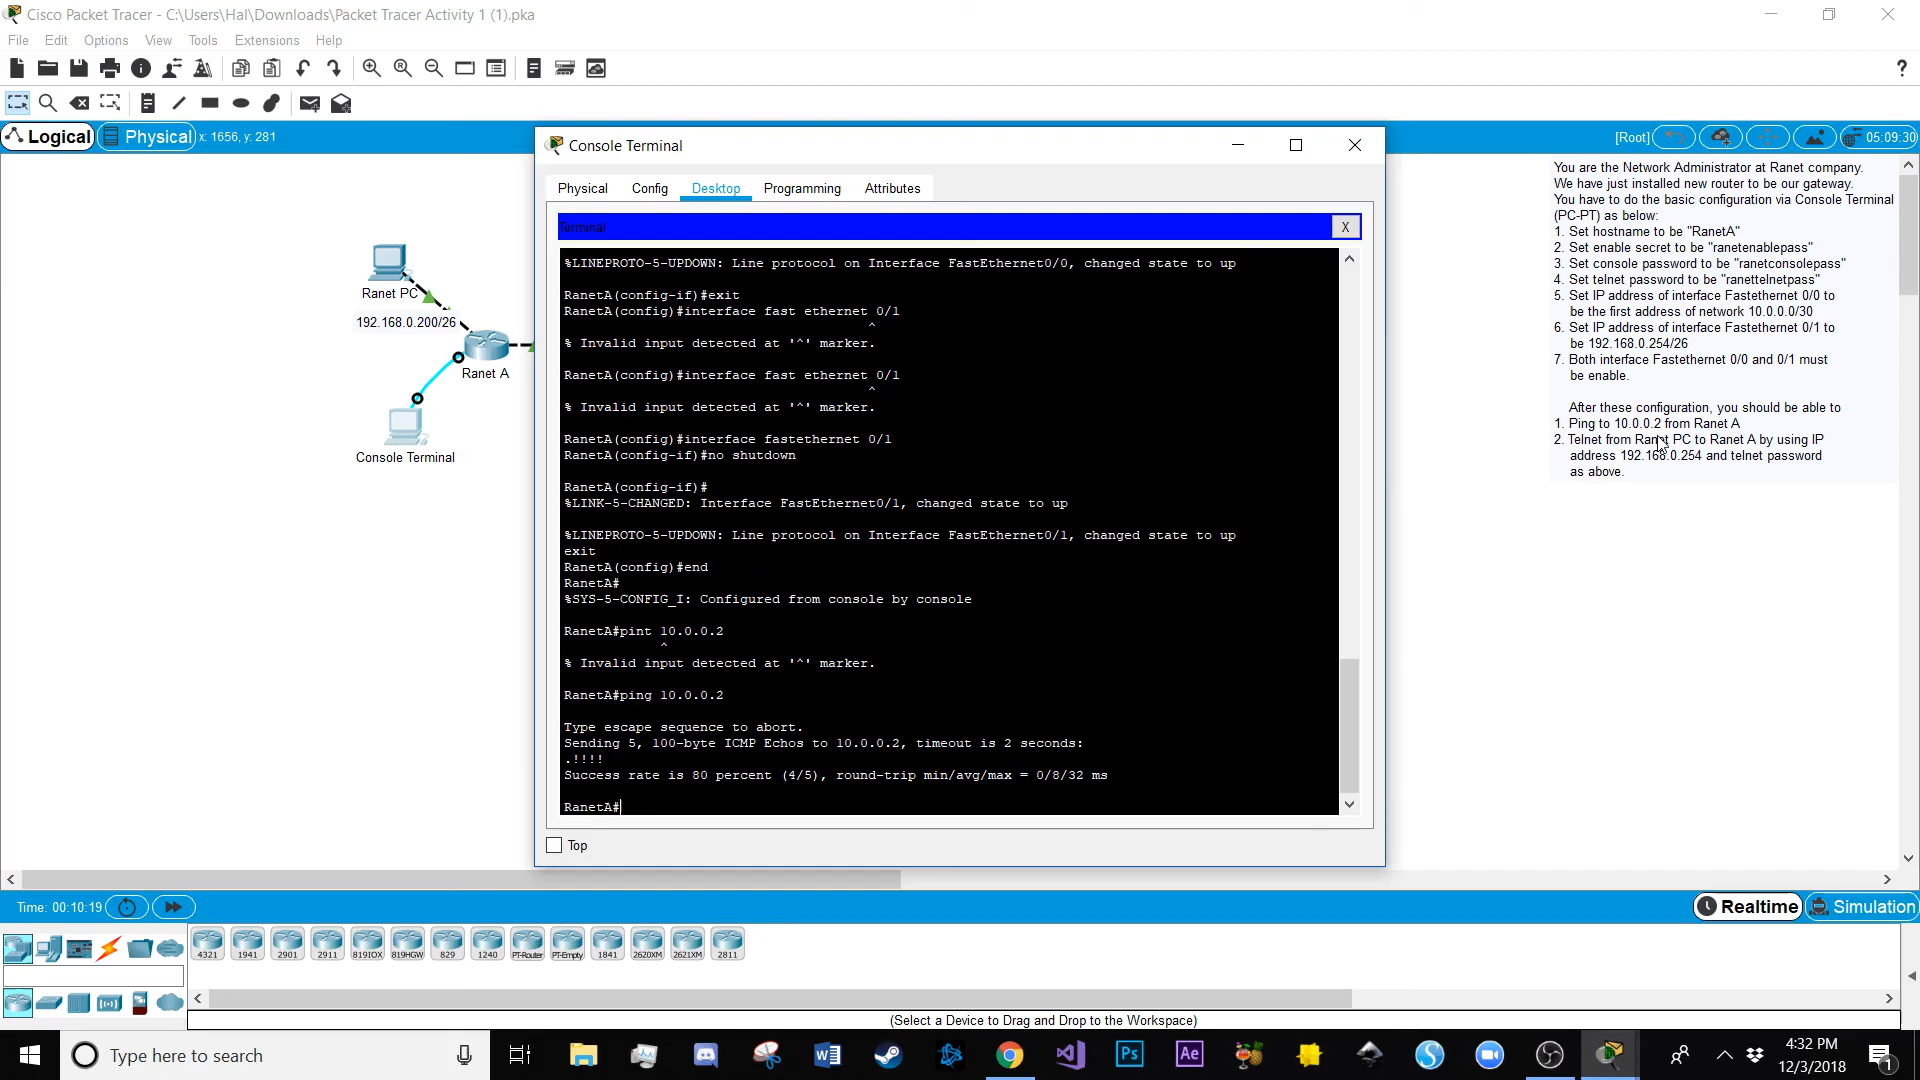 Cisco Packet Tracer - C:\Users\Hal\Downloads\Packet Tracer Activity 1 (1).pka
File Edit Options View Tools Extensions Help
Logical Physical x: 1656, y: 281
[Root] 05:09:30
Ranet PC
192.168.0.200/26
Ranet A
Console Terminal
Console Terminal
Physical Config Desktop Programming Attributes
Terminal
X
%LINEPROTO-5-UPDOWN: Line protocol on Interface FastEthernet0/0, changed state to up
RanetA(config-if)#exit
RanetA(config)#interface fast ethernet 0/1
^
% Invalid input detected at '^' marker.
RanetA(config)#interface fast ethernet 0/1
^
% Invalid input detected at '^' marker.
RanetA(config)#interface fastethernet 0/1
RanetA(config-if)#no shutdown
RanetA(config-if)#
%LINK-5-CHANGED: Interface FastEthernet0/1, changed state to up
%LINEPROTO-5-UPDOWN: Line protocol on Interface FastEthernet0/1, changed state to up
exit
RanetA(config)#end
RanetA#
%SYS-5-CONFIG_I: Configured from console by console
RanetA#pint 10.0.0.2
^
% Invalid input detected at '^' marker.
RanetA#ping 10.0.0.2
Type escape sequence to abort.
Sending 5, 100-byte ICMP Echos to 10.0.0.2, timeout is 2 seconds:
.!!!!
Success rate is 80 percent (4/5), round-trip min/avg/max = 0/8/32 ms
RanetA#
Top
You are the Network Administrator at Ranet company.
We have just installed new router to be our gateway.
You have to do the basic configuration via Console Terminal
(PC-PT) as below:
1. Set hostname to be "RanetA"
2. Set enable secret to be "ranetenablepass"
3. Set console password to be "ranetconsolepass"
4. Set telnet password to be "ranettelnetpass"
5. Set IP address of interface Fastethernet 0/0 to
be the first address of network 10.0.0.0/30
6. Set IP address of interface Fastethernet 0/1 to
be 192.168.0.254/26
7. Both interface Fastethernet 0/0 and 0/1 must
be enable.
After these configuration, you should be able to
1. Ping to 10.0.0.2 from Ranet A
2. Telnet from Ranet PC to Ranet A by using IP
address 192.168.0.254 and telnet password
as above.
Time: 00:10:19
Realtime Simulation
4321 1941 2901 2911 819IOX 819HGW 829 1240 PT-Router PT-Empty 1841 2620XM 2621XM 2811
(Select a Device to Drag and Drop to the Workspace)
Type here to search
Ps
Ae
4:32 PM
12/3/2018
1